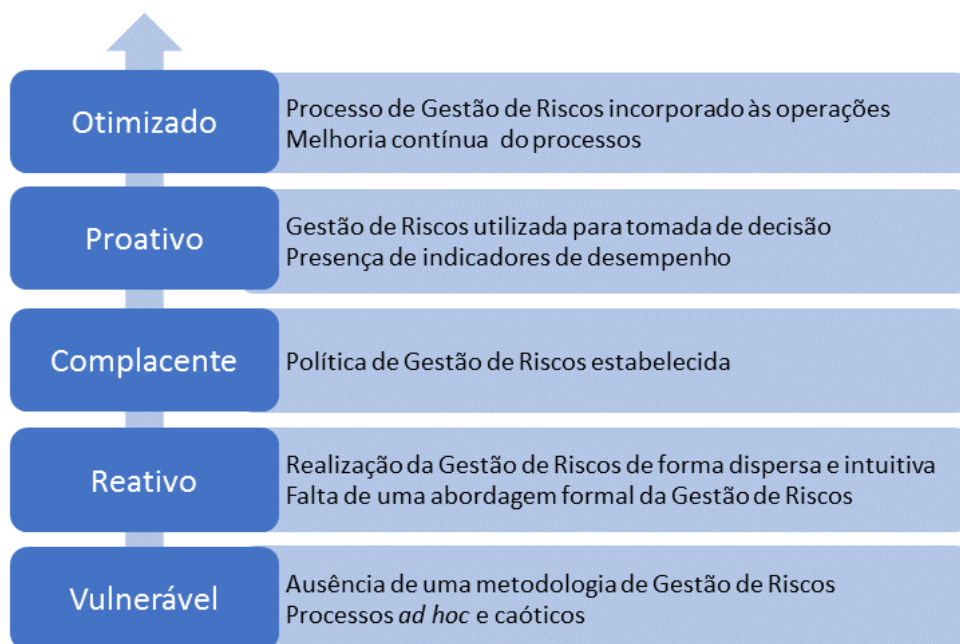 Otimizado
Processo de Gestão de Riscos incorporado às operações
Melhoria contínua do processos
Proativo
Gestão de Riscos utilizada para tomada de decisão
Presença de indicadores de desempenho
Complacente
Política de Gestão de Riscos estabelecida
Reativo
Realização da Gestão de Riscos de forma dispersa e intuitiva
Falta de uma abordagem formal da Gestão de Riscos
Vulnerável
Ausência de uma metodologia de Gestão de Riscos
Processos ad hoc e caóticos